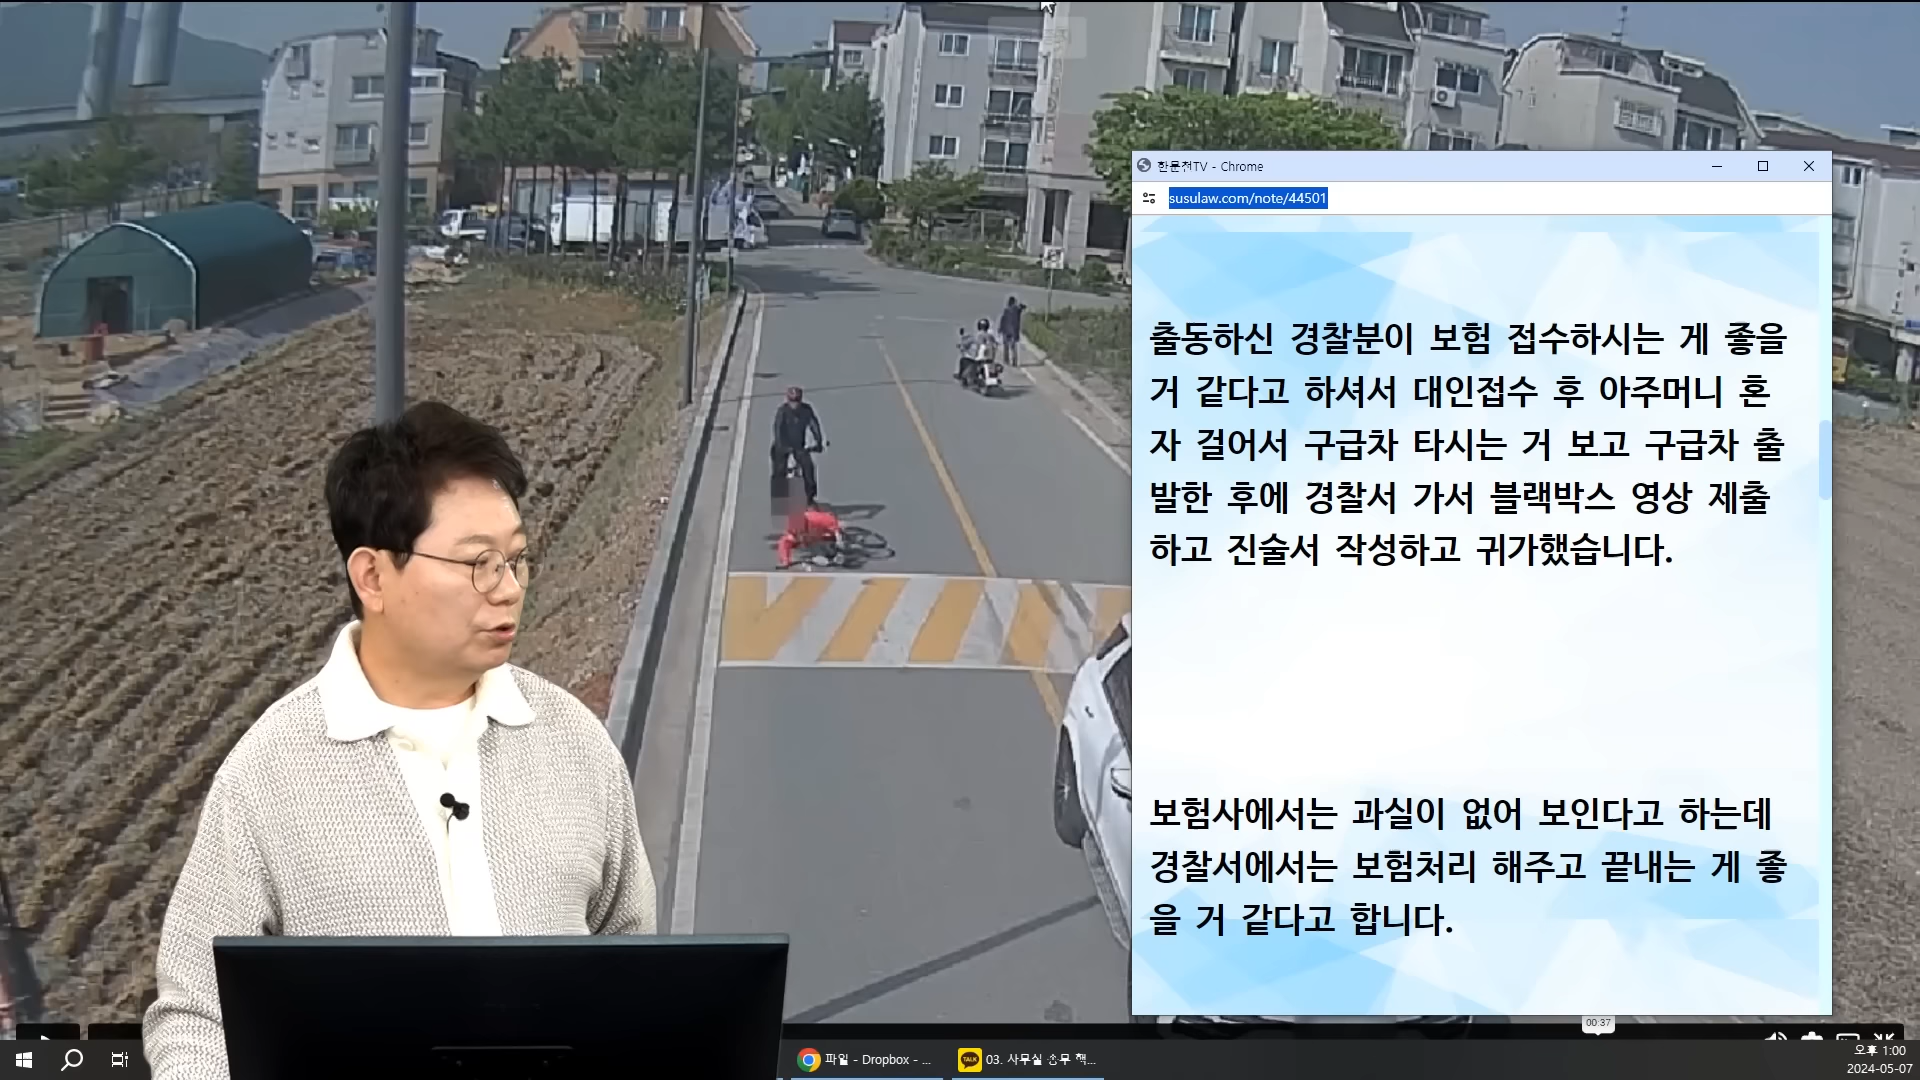 한문철TV - Chrome
susulaw.com/note/44501
출동하신 경찰분이 보험 접수하시는 게 좋을
거 같다고 하셔서 대인접수 후 아주머니 혼
자 걸어서 구급차 타시는 거 보고 구급차 출
발한 후에 경찰서 가서 블랙박스 영상 제출
하고 진술서 작성하고 귀가했습니다.
보험사에서는 과실이 없어 보인다고 하는데
경찰서에서는 보험처리 해주고 끝내는 게 좋
을 거 같다고 합니다.
00:37
파일 - Dropbox - ...
TALK
03. 사무실 총무 핵...
오후 1:00
2024-05-07